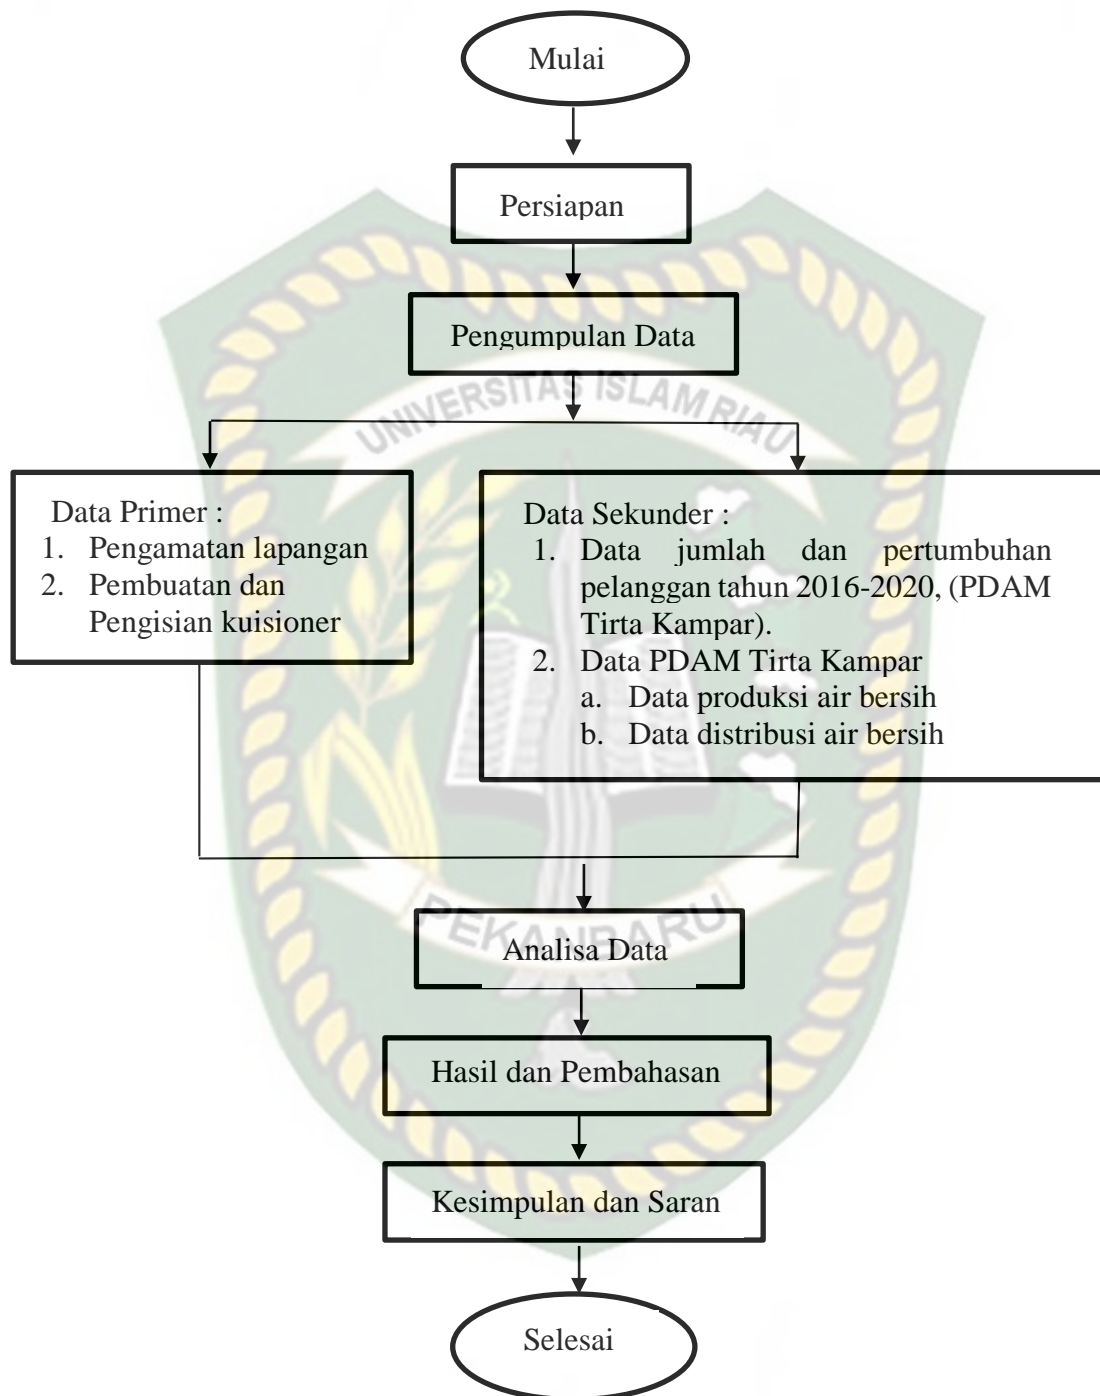 Mulai
Persiapan
Pengumpulan Data
UNIVERSITAS ISLAM RIAU
Data Primer :
1. Pengamatan lapangan
2. Pembuatan dan
Pengisian kuisioner
Data Sekunder :
1. Data jumlah dan pertumbuhan
pelanggan tahun 2016-2020, (PDAM
Tirta Kampar).
2. Data PDAM Tirta Kampar
a. Data produksi air bersih
b. Data distribusi air bersih
PEKANBARU
Analisa Data
Hasil dan Pembahasan
Kesimpulan dan Saran
Selesai